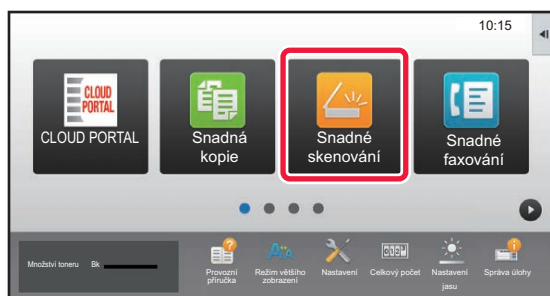 10:15
CLOUD
PORTAL
CLOUD PORTAL
Snadná
kopie
Snadné
skenování
Snadné
faxování
Množství toneru Bk
Provozní
příručka
Režim většího
zobrazení
Nastavení
Celkový počet
Nastavení
jasu
Správa úlohy